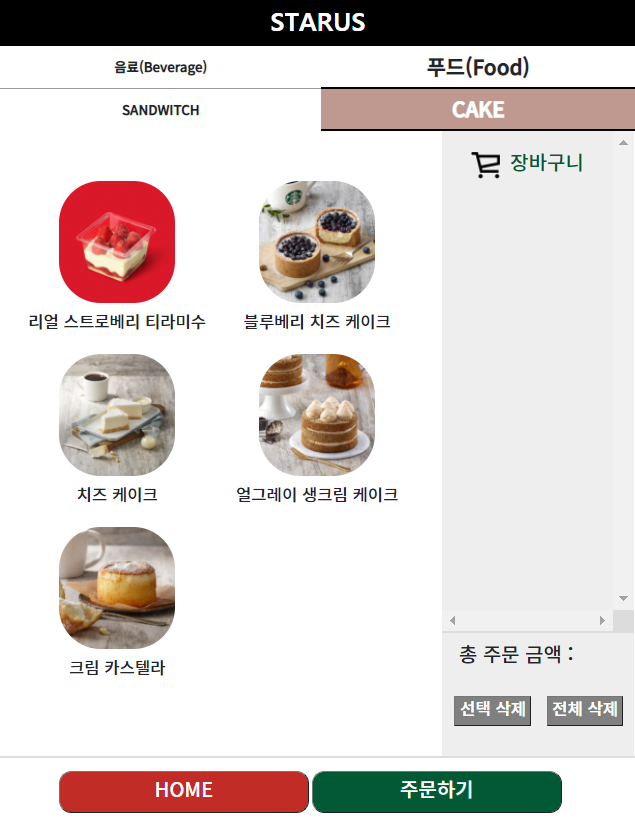 STARUS
음료(Beverage)
푸드(Food)
SANDWITCH
CAKE
장바구니
리얼 스트로베리 티라미수
블루베리 치즈 케이크
치즈 케이크
얼그레이 생크림 케이크
크림 카스텔라
총 주문 금액 :
선택 삭제
전체 삭제
HOME
주문하기